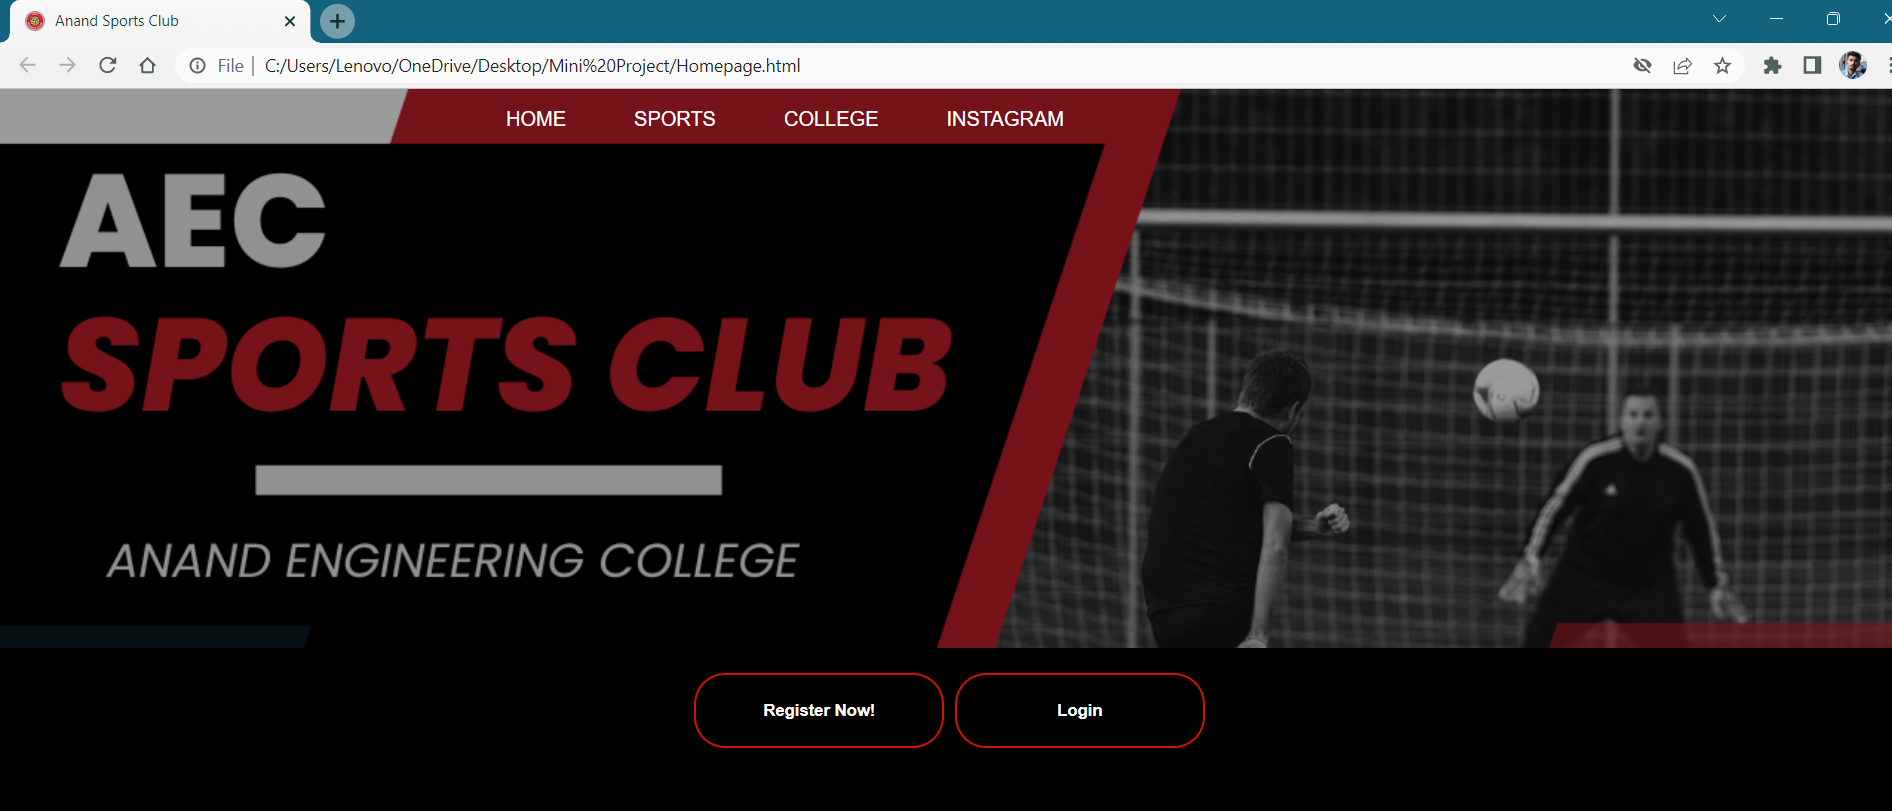 Anand Sports Club
File | C:/Users/Lenovo/OneDrive/Desktop/Mini%20Project/Homepage.html
HOME SPORTS COLLEGE INSTAGRAM
AEC
SPORTS CLUB
ANAND ENGINEERING COLLEGE
Register Now! Login